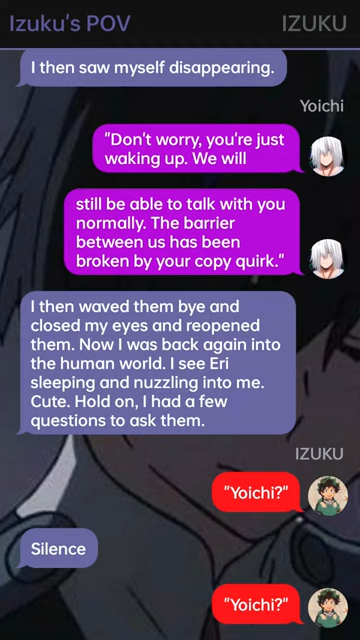 Izuku's POV
IZUKU
I then saw myself disappearing.
Yoichi
"Don't worry, you're just
waking up. We will
still be able to talk with you
normally. The barrier
between us has been
broken by your copy quirk."
I then waved them bye and
closed my eyes and reopened
them. Now I was back again into
the human world. I see Eri
sleeping and nuzzling into me.
Cute. Hold on, I had a few
questions to ask them.
IZUKU
"Yoichi?"
Silence
"Yoichi?"